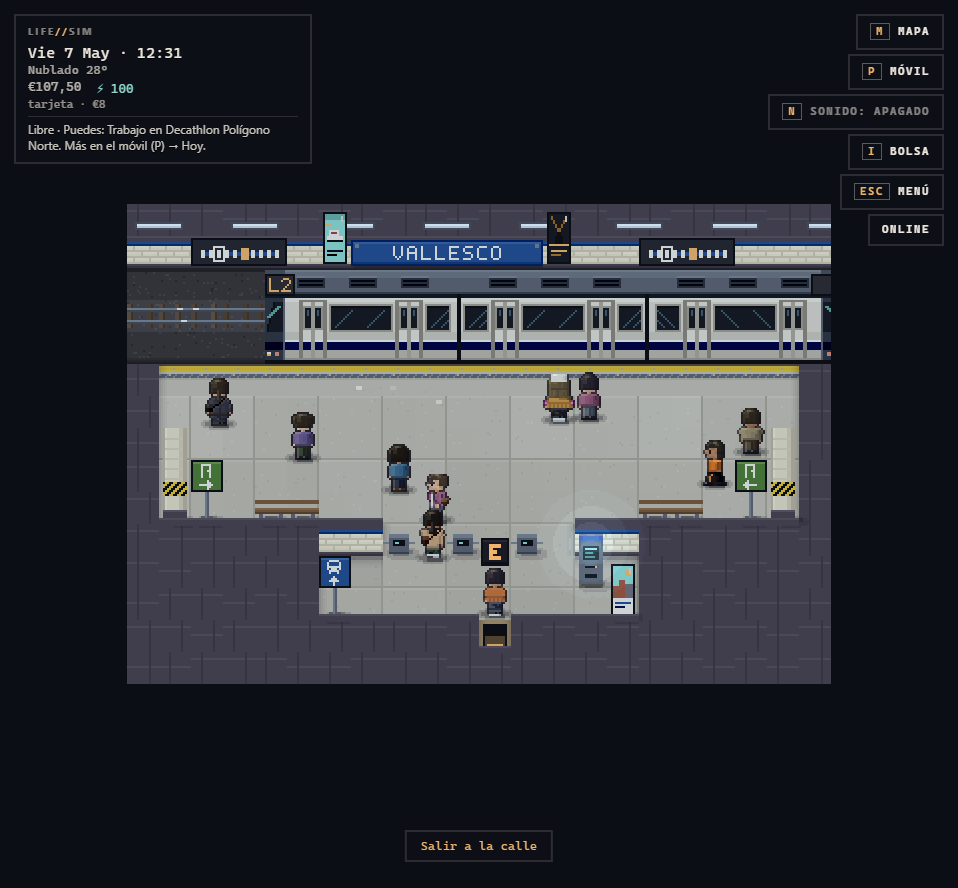 LIFE//SIM
Vie 7 May · 12:31
Nublado 28º
€107,50 ⚡ 100
tarjeta · €8
Libre · Puedes: Trabajo en Decathlon Polígono
Norte. Más en el móvil (P) → Hoy.
M MAPA
P MÓVIL
N SONIDO: APAGADO
I BOLSA
ESC MENÚ
ONLINE
VALLESCO
L2
E
Salir a la calle